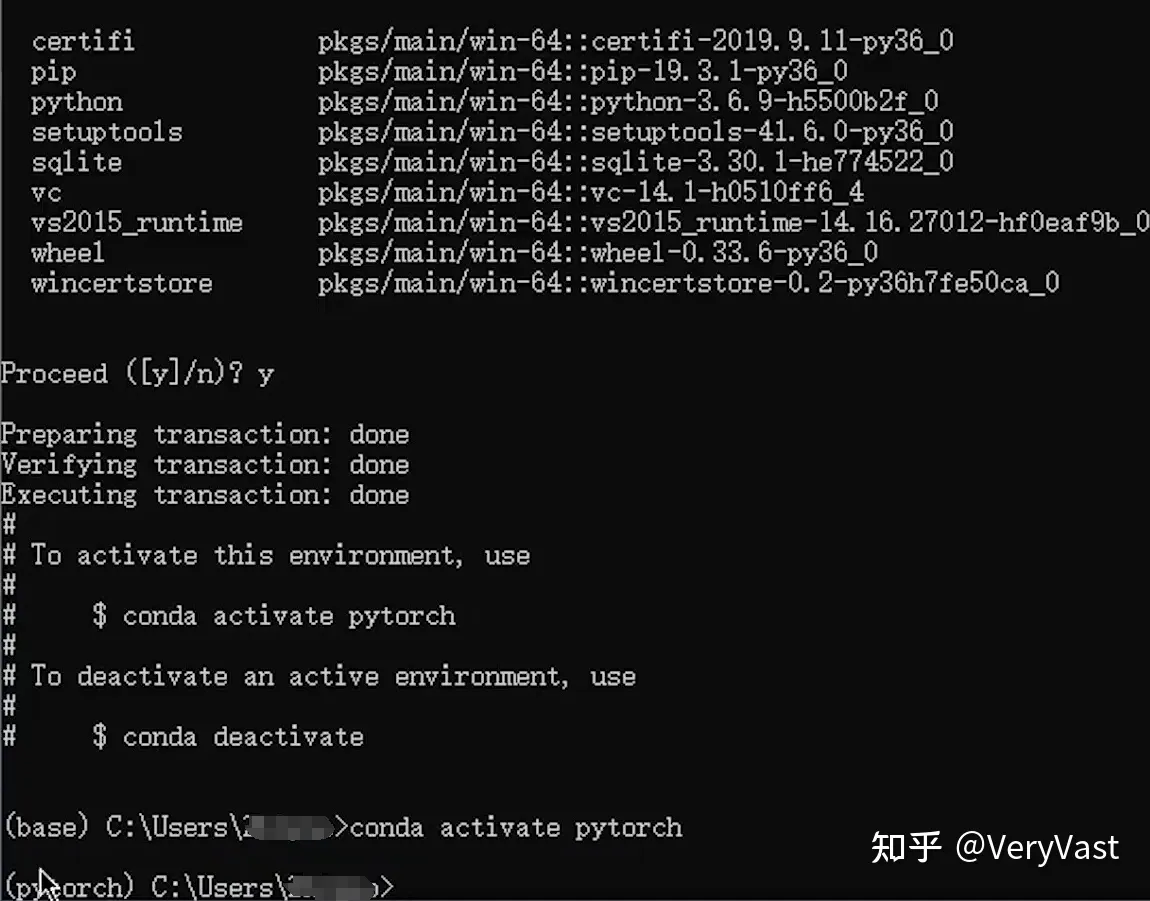 certifi pkgs/main/win-64::certifi-2019.9.11-py36_0
pip pkgs/main/win-64::pip-19.3.1-py36_0
python pkgs/main/win-64::python-3.6.9-h5500b2f_0
setuptools pkgs/main/win-64::setuptools-41.6.0-py36_0
sqlite pkgs/main/win-64::sqlite-3.30.1-he774522_0
vc pkgs/main/win-64::vc-14.1-h0510ff6_4
vs2015_runtime pkgs/main/win-64::vs2015_runtime-14.16.27012-hf0eaf9b_0
wheel pkgs/main/win-64::wheel-0.33.6-py36_0
wincertstore pkgs/main/win-64::wincertstore-0.2-py36h7fe50ca_0
Proceed ([y]/n)? y
Preparing transaction: done
Verifying transaction: done
Executing transaction: done
#
# To activate this environment, use
#
# $ conda activate pytorch
#
# To deactivate an active environment, use
#
# $ conda deactivate
(base) C:\Users\>conda activate pytorch
(pytorch) C:\Users\>
知乎 @VeryVast